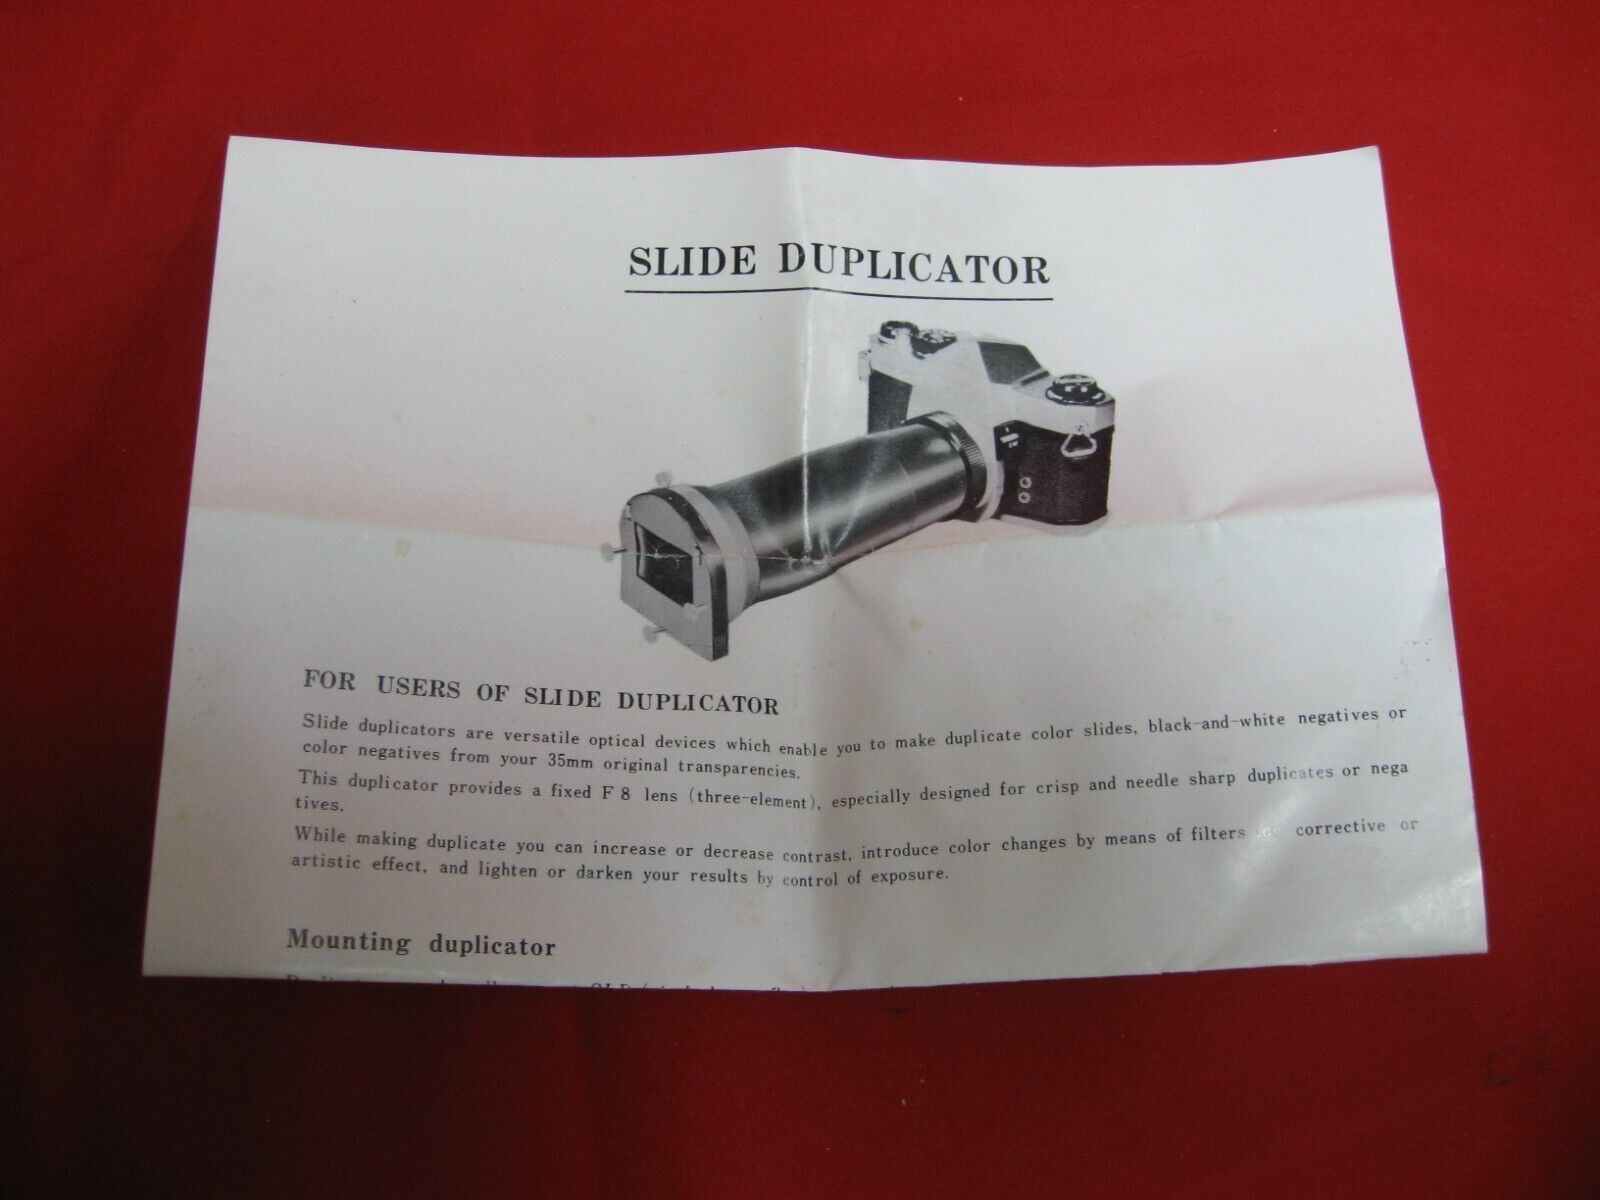 SLIDE DUPLICATOR
FOR USERS OF SLIDE DUPLICATOR
Slide duplicators are versatile optical devices which enable you to make duplicate color slides, black-and-white negatives or
color negatives from your 35mm original transparencies.
This duplicator provides a fixed F 8 lens (three-element), especially designed for crisp and needle sharp duplicates or nega
tives.
While making duplicate you can increase or decrease contrast, introduce color changes by means of filters for corrective or
artistic effect, and lighten or darken your results by control of exposure.
Mounting duplicator